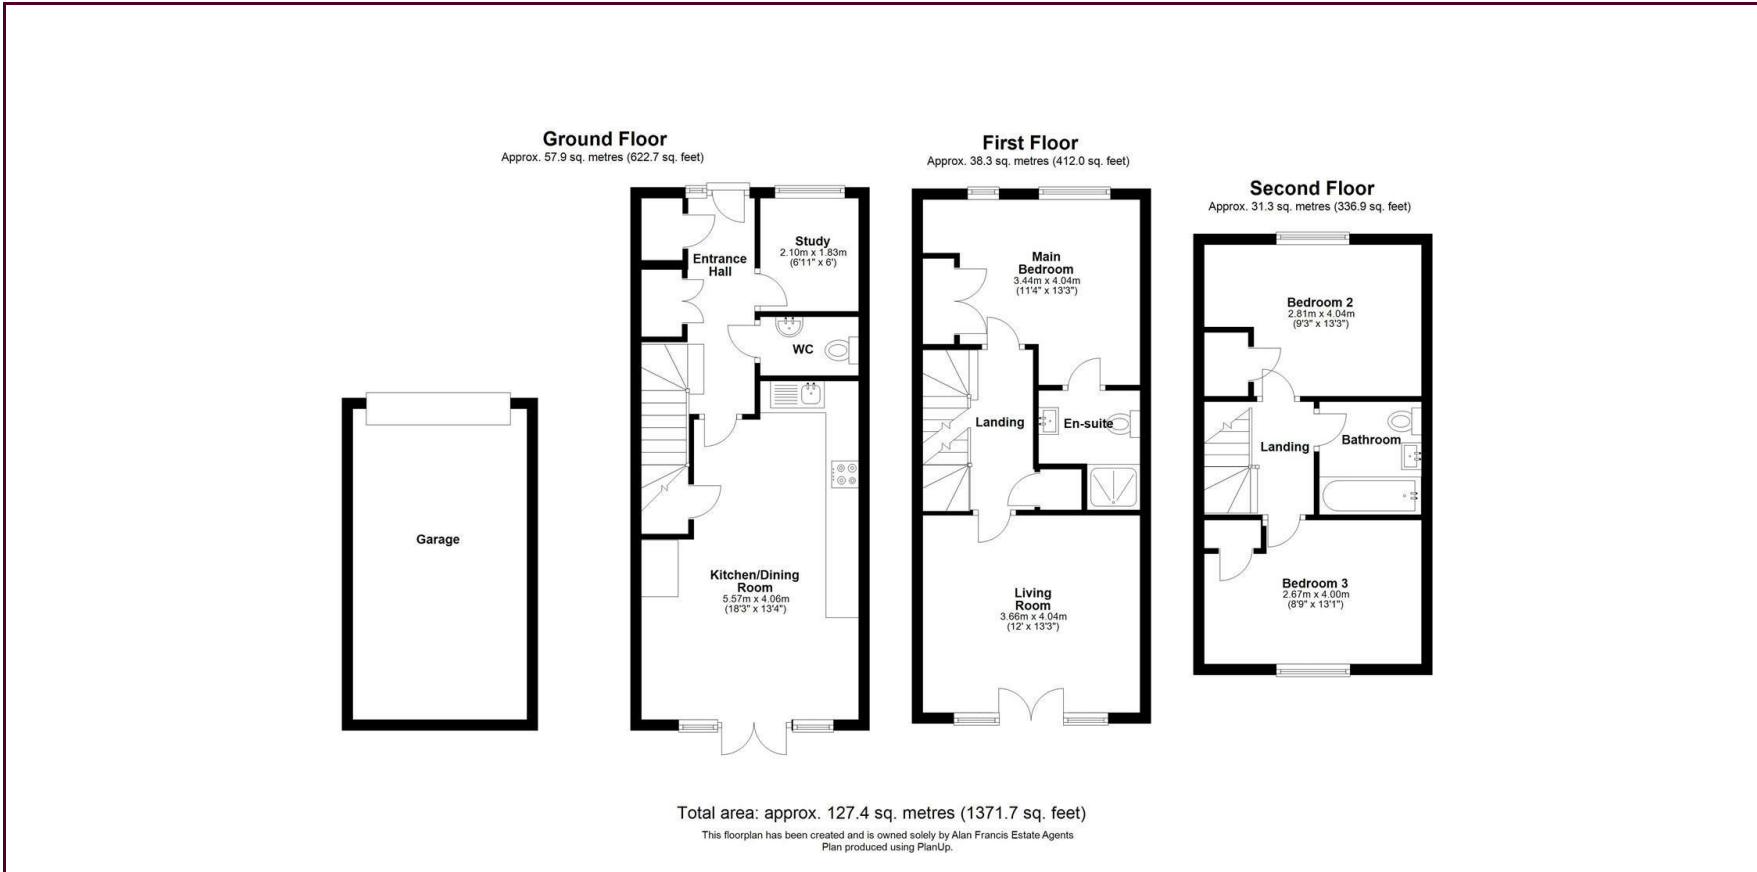 Ground Floor
Approx. 57.9 sq. metres (622.7 sq. feet)
Study
2.10m x 1.83m
(6'11" x 6')
Entrance
Hall
WC
Garage
Kitchen/Dining
Room
5.57m x 4.06m
(18'3" x 13'4")
First Floor
Approx. 38.3 sq. metres (412.0 sq. feet)
Main
Bedroom
3.44m x 4.04m
(11'4" x 13'3")
Landing
En-suite
Living
Room
3.66m x 4.04m
(12' x 13'3")
Second Floor
Approx. 31.3 sq. metres (336.9 sq. feet)
Bedroom 2
2.81m x 4.04m
(9'3" x 13'3")
Landing
Bathroom
Bedroom 3
2.67m x 4.00m
(8'9" x 13'1")
Total area: approx. 127.4 sq. metres (1371.7 sq. feet)
This floorplan has been created and is owned solely by Alan Francis Estate Agents
Plan produced using PlanUp.